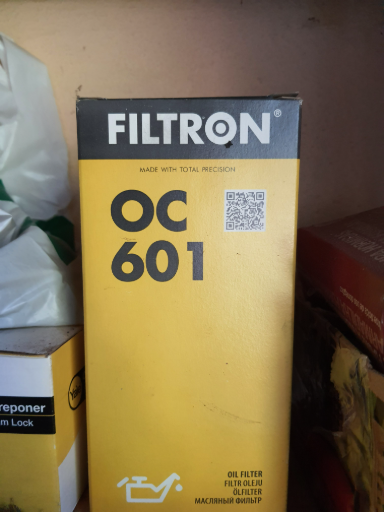 FILTRON®
MADE WITH TOTAL PRECISION
OC
601
reponer
m Lock
OIL FILTER
FILTR OLEJU
ÖLFILTER
МАСЛЯНЫЙ ФИЛЬТР